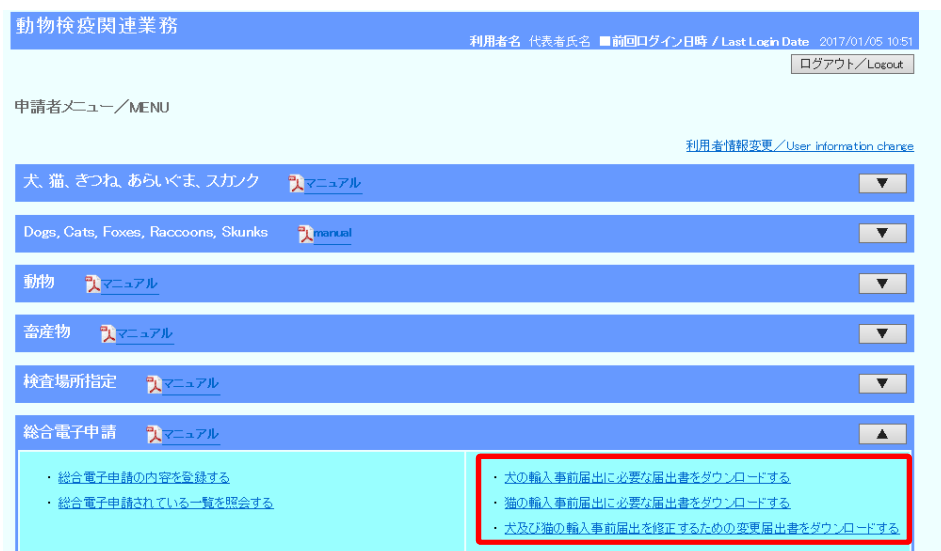 動物検疫関連業務
利用者名 代表者氏名 ■前回ログイン日時 / Last Login Date 2017/01/05 10:51
ログアウト／Logout
申請者メニュー／MENU
利用者情報変更／User information change
犬、猫、きつね、あらいぐま、スカンク マニュアル ▼
Dogs, Cats, Foxes, Raccoons, Skunks manual ▼
動物 マニュアル ▼
畜産物 マニュアル ▼
検査場所指定 マニュアル ▼
総合電子申請 マニュアル ▲
・総合電子申請の内容を登録する
・総合電子申請されている一覧を照会する
・犬の輸入事前届出に必要な届出書をダウンロードする
・猫の輸入事前届出に必要な届出書をダウンロードする
・犬及び猫の輸入事前届出を修正するための変更届出書をダウンロードする